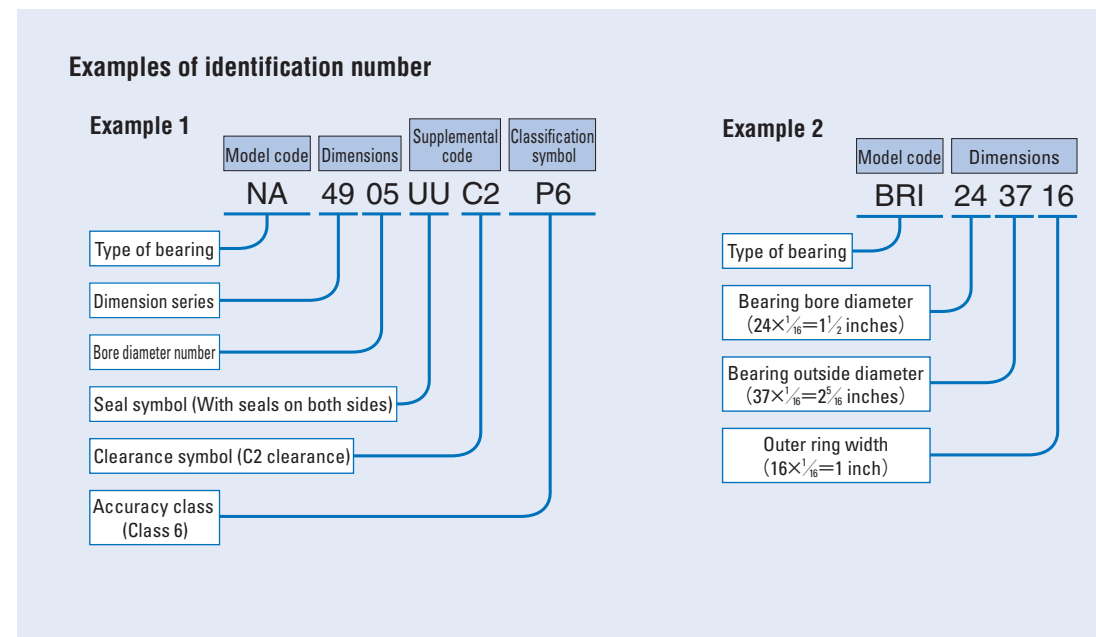 Examples of identification number
Example 1
Model code Dimensions Supplemental code Classification symbol
NA 49 05 UU C2 P6
Type of bearing
Dimension series
Bore diameter number
Seal symbol (With seals on both sides)
Clearance symbol (C2 clearance)
Accuracy class
(Class 6)
Example 2
Model code Dimensions
BRI 24 37 16
Type of bearing
Bearing bore diameter
(24×1⁄16=1 1⁄2 inches)
Bearing outside diameter
(37×1⁄16=2 5⁄16 inches)
Outer ring width
(16×1⁄16=1 inch)